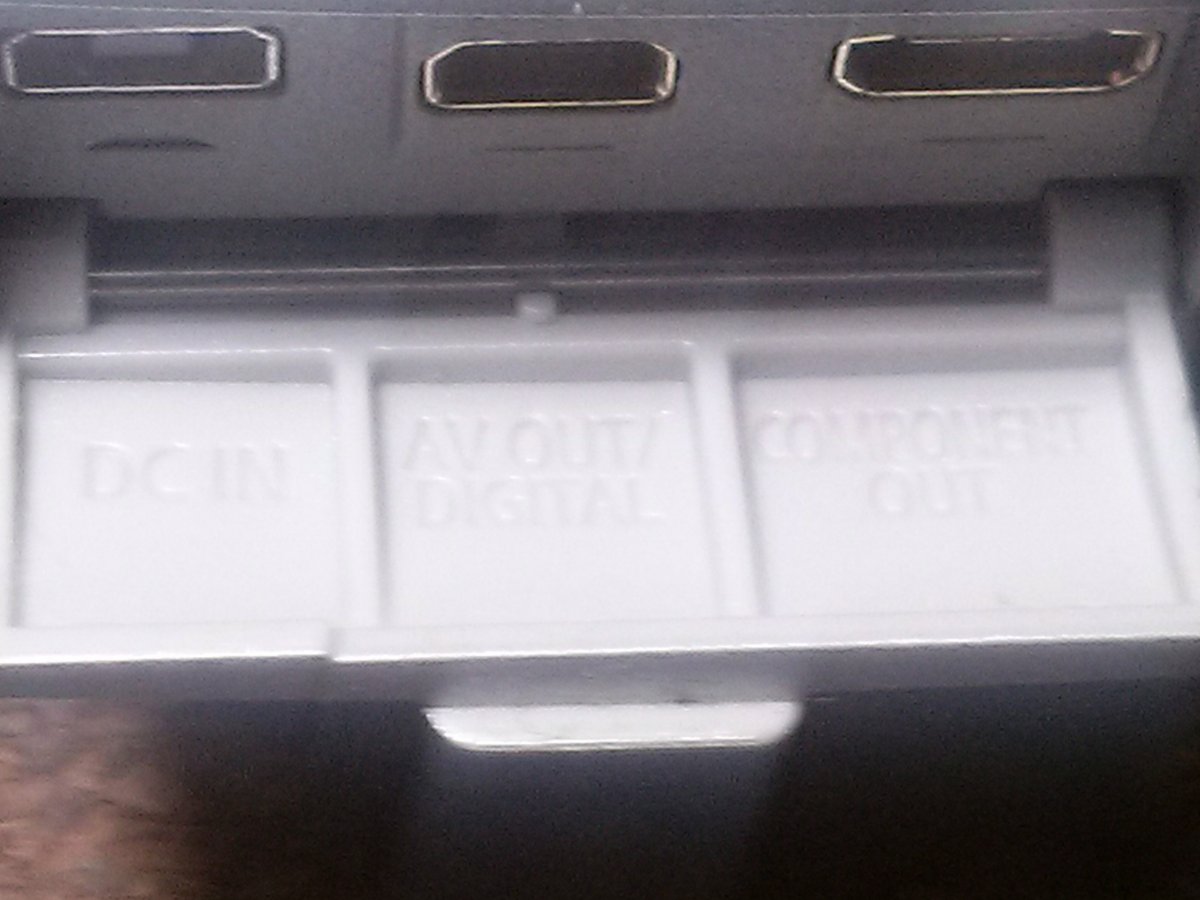 DC IN
AV OUT/
DIGITAL
COMPONENT
OUT